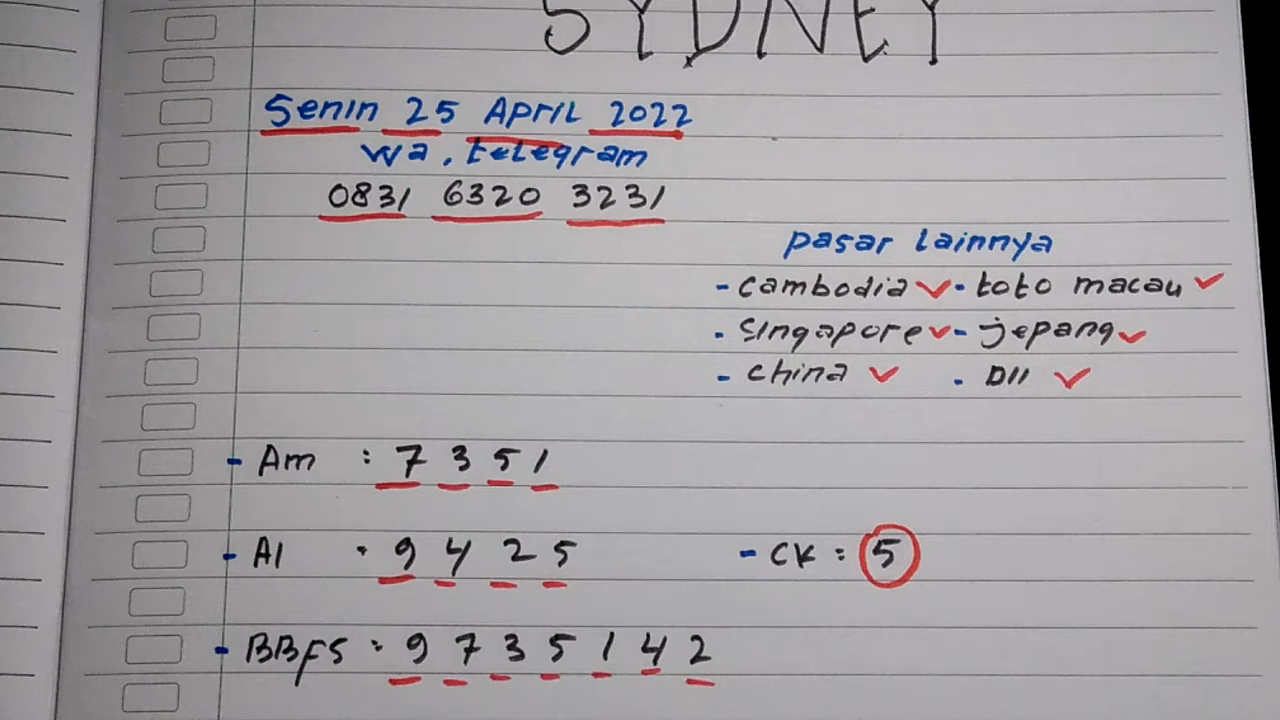 SYDNEY
Senin 25 April 2022
wa. telegram
0831 6320 3231
pasar lainnya
- cambodia ✓ - toto macau ✓
- singapore ✓ - jepang ✓
- china ✓ - Dll ✓
- Am : 7 3 5 1
- AI : 9 4 2 5 - CK : 5
- BBFS : 9 7 3 5 1 4 2